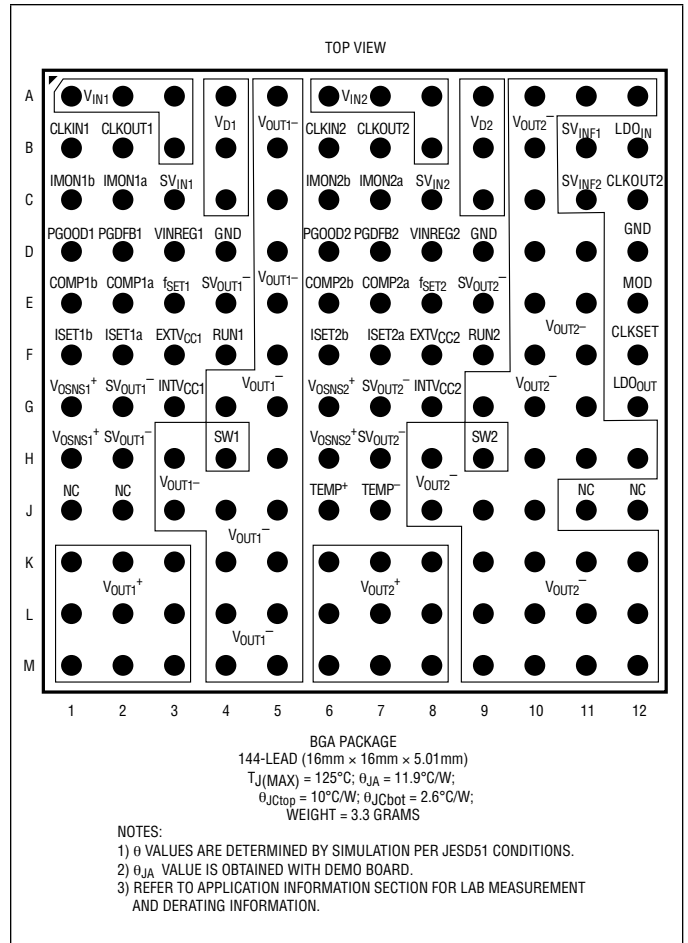 TOP VIEW
A VIN1 VD1 VOUT1– VIN2 VD2 VOUT2–
B CLKIN1 CLKOUT1 CLKIN2 CLKOUT2 SVINF1 LDOIN
C IMON1b IMON1a SVIN1 IMON2b IMON2a SVIN2 SVINF2 CLKOUT2
D PGOOD1 PGDFB1 VINREG1 GND PGOOD2 PGDFB2 VINREG2 GND GND
E COMP1b COMP1a fSET1 SVOUT1– VOUT1– COMP2b COMP2a fSET2 SVOUT2– MOD
F ISET1b ISET1a EXTVCC1 RUN1 ISET2b ISET2a EXTVCC2 RUN2 VOUT2– CLKSET
G VOSNS1+ SVOUT1– INTVCC1 VOUT1– VOSNS2+ SVOUT2– INTVCC2 VOUT2– LDOOUT
H VOSNS1+ SVOUT1– SW1 VOSNS2+ SVOUT2– SW2
J NC NC VOUT1– TEMP+ TEMP– VOUT2– NC NC
VOUT1–
K
VOUT1+ VOUT2+ VOUT2–
L
VOUT1–
M
1 2 3 4 5 6 7 8 9 10 11 12
BGA PACKAGE
144-LEAD (16mm × 16mm × 5.01mm)
TJ(MAX) = 125°C; θJA = 11.9°C/W;
θJCtop = 10°C/W; θJCbot = 2.6°C/W;
WEIGHT = 3.3 GRAMS
NOTES:
1) θ VALUES ARE DETERMINED BY SIMULATION PER JESD51 CONDITIONS.
2) θJA VALUE IS OBTAINED WITH DEMO BOARD.
3) REFER TO APPLICATION INFORMATION SECTION FOR LAB MEASUREMENT
AND DERATING INFORMATION.